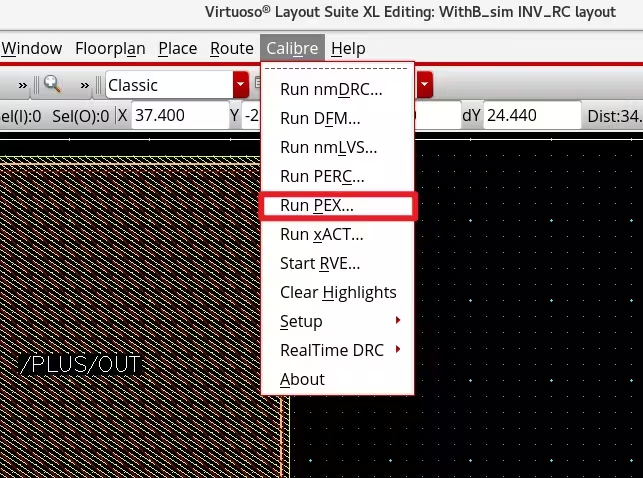 Virtuoso® Layout Suite XL Editing: WithB_sim INV_RC layout
Window Floorplan Place Route Calibre Help
» » Classic
el(I):0 Sel(O):0 X 37.400 Y -2 0 dY 24.440 Dist:34.
Run nmDRC...
Run DFM...
Run nmLVS...
Run PERC...
Run PEX...
Run xACT...
Start RVE...
Clear Highlights
Setup
RealTime DRC
About
/PLUS/OUT